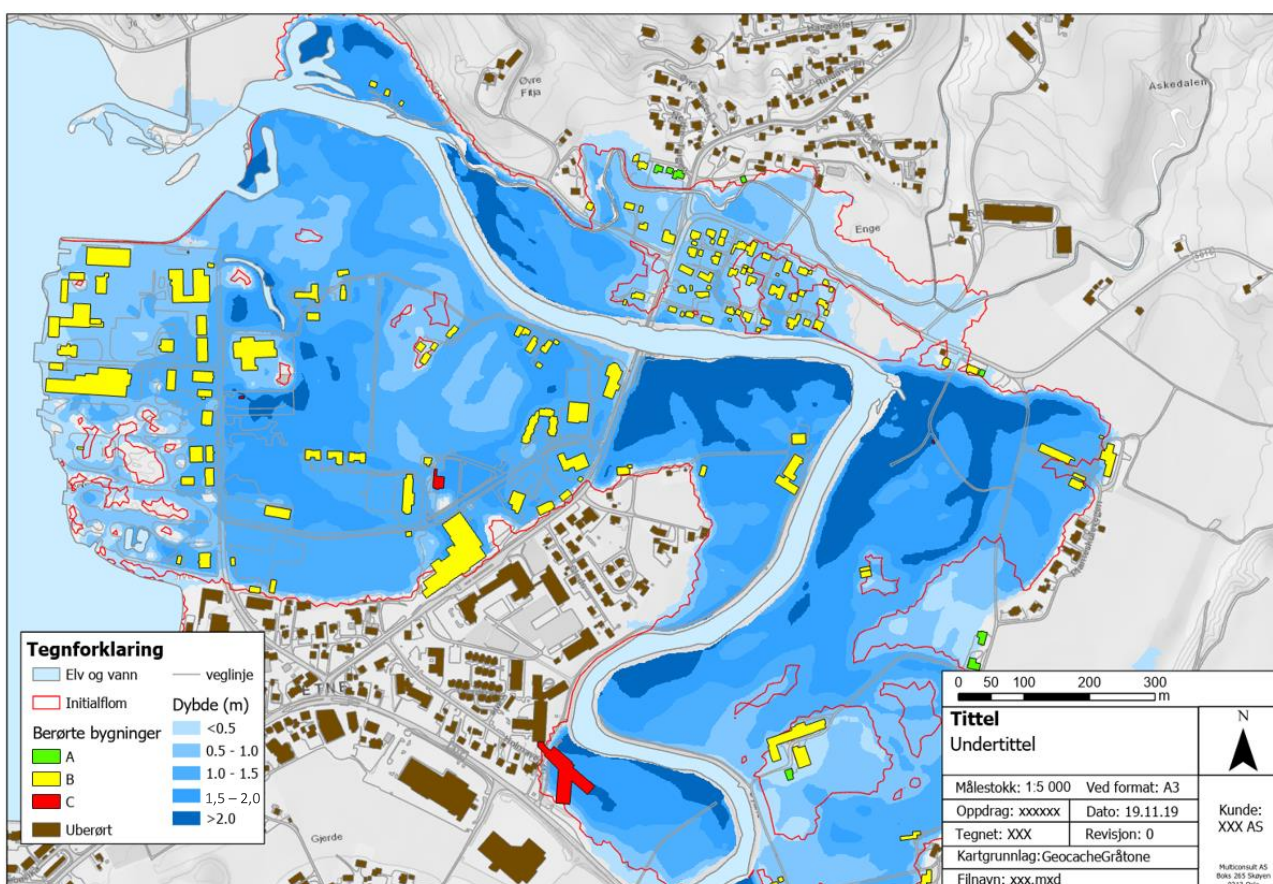 Øvre
Fitja
Askedalen
Enge
3616
ETNE
Gjerde
Tegnforklaring
Elv og vann
veglinje
Initialflom
Dybde (m)
<0.5
Berørte bygninger
0.5 - 1.0
A
1.0 - 1.5
B
1,5 – 2,0
C
>2.0
Uberørt
0 50 100 200 300
m
Tittel
Undertittel
N
Målestokk: 1:5 000 Ved format: A3
Oppdrag: xxxxxx Dato: 19.11.19
Kunde:
XXX AS
Tegnet: XXX Revisjon: 0
Kartgrunnlag: GeocacheGråtone
Filnavn: xxx.mxd
Multiconsult AS
Boks 265 Skøyen